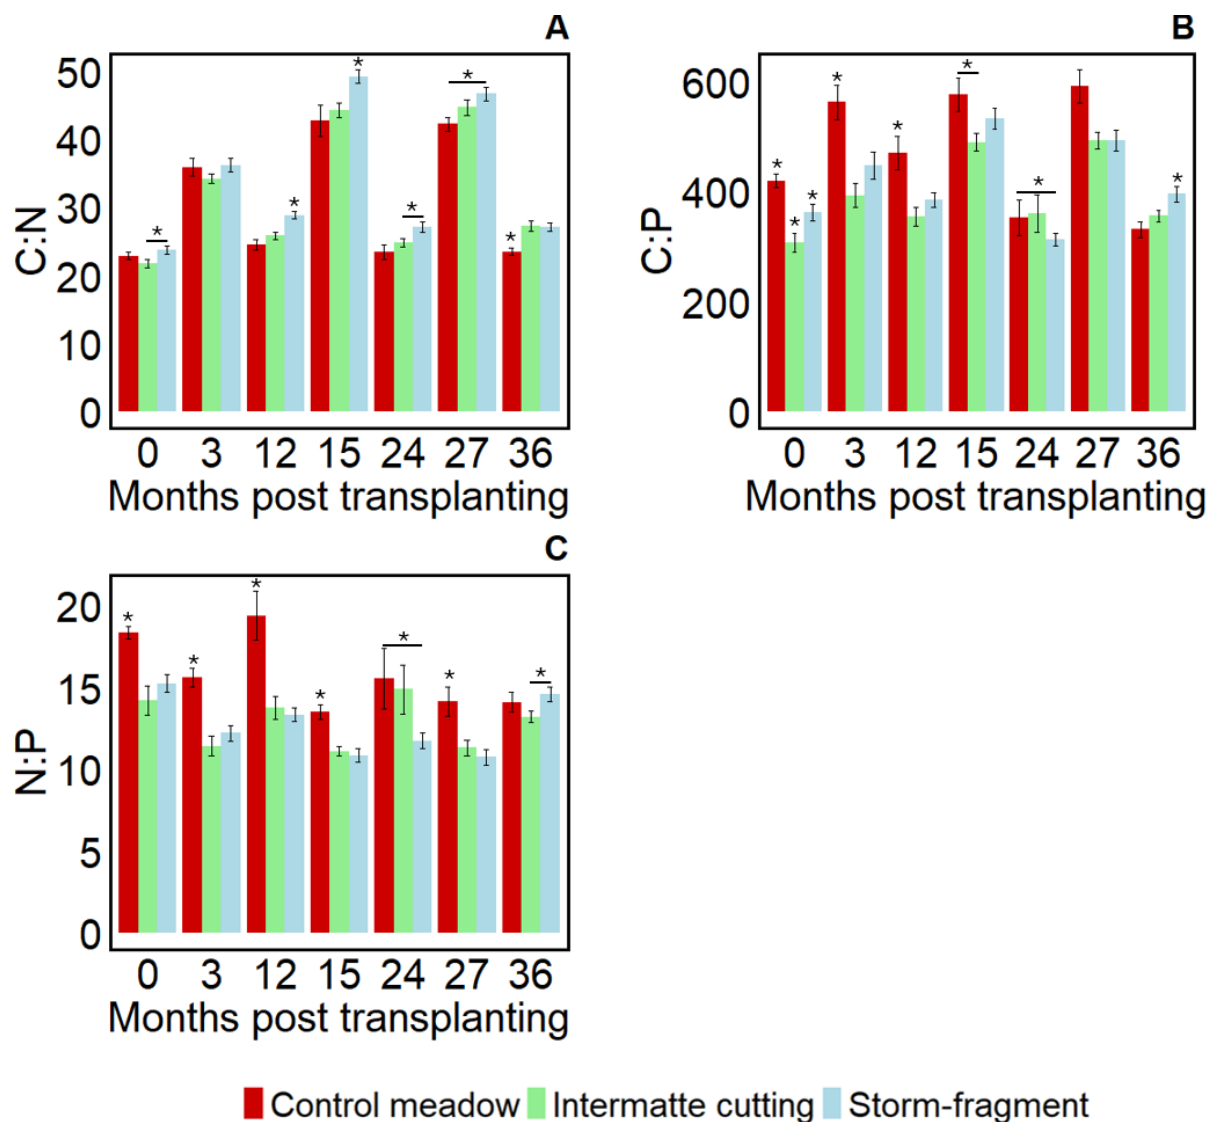 A
C:N
50
40
30
20
10
0
* * * * * *
0 3 12 15 24 27 36
Months post transplanting
B
C:P
600
400
200
0
* * * * * * * *
0 3 12 15 24 27 36
Months post transplanting
C
N:P
20
15
10
5
0
* * * * * * *
0 3 12 15 24 27 36
Months post transplanting
Control meadow Intermatte cutting Storm-fragment